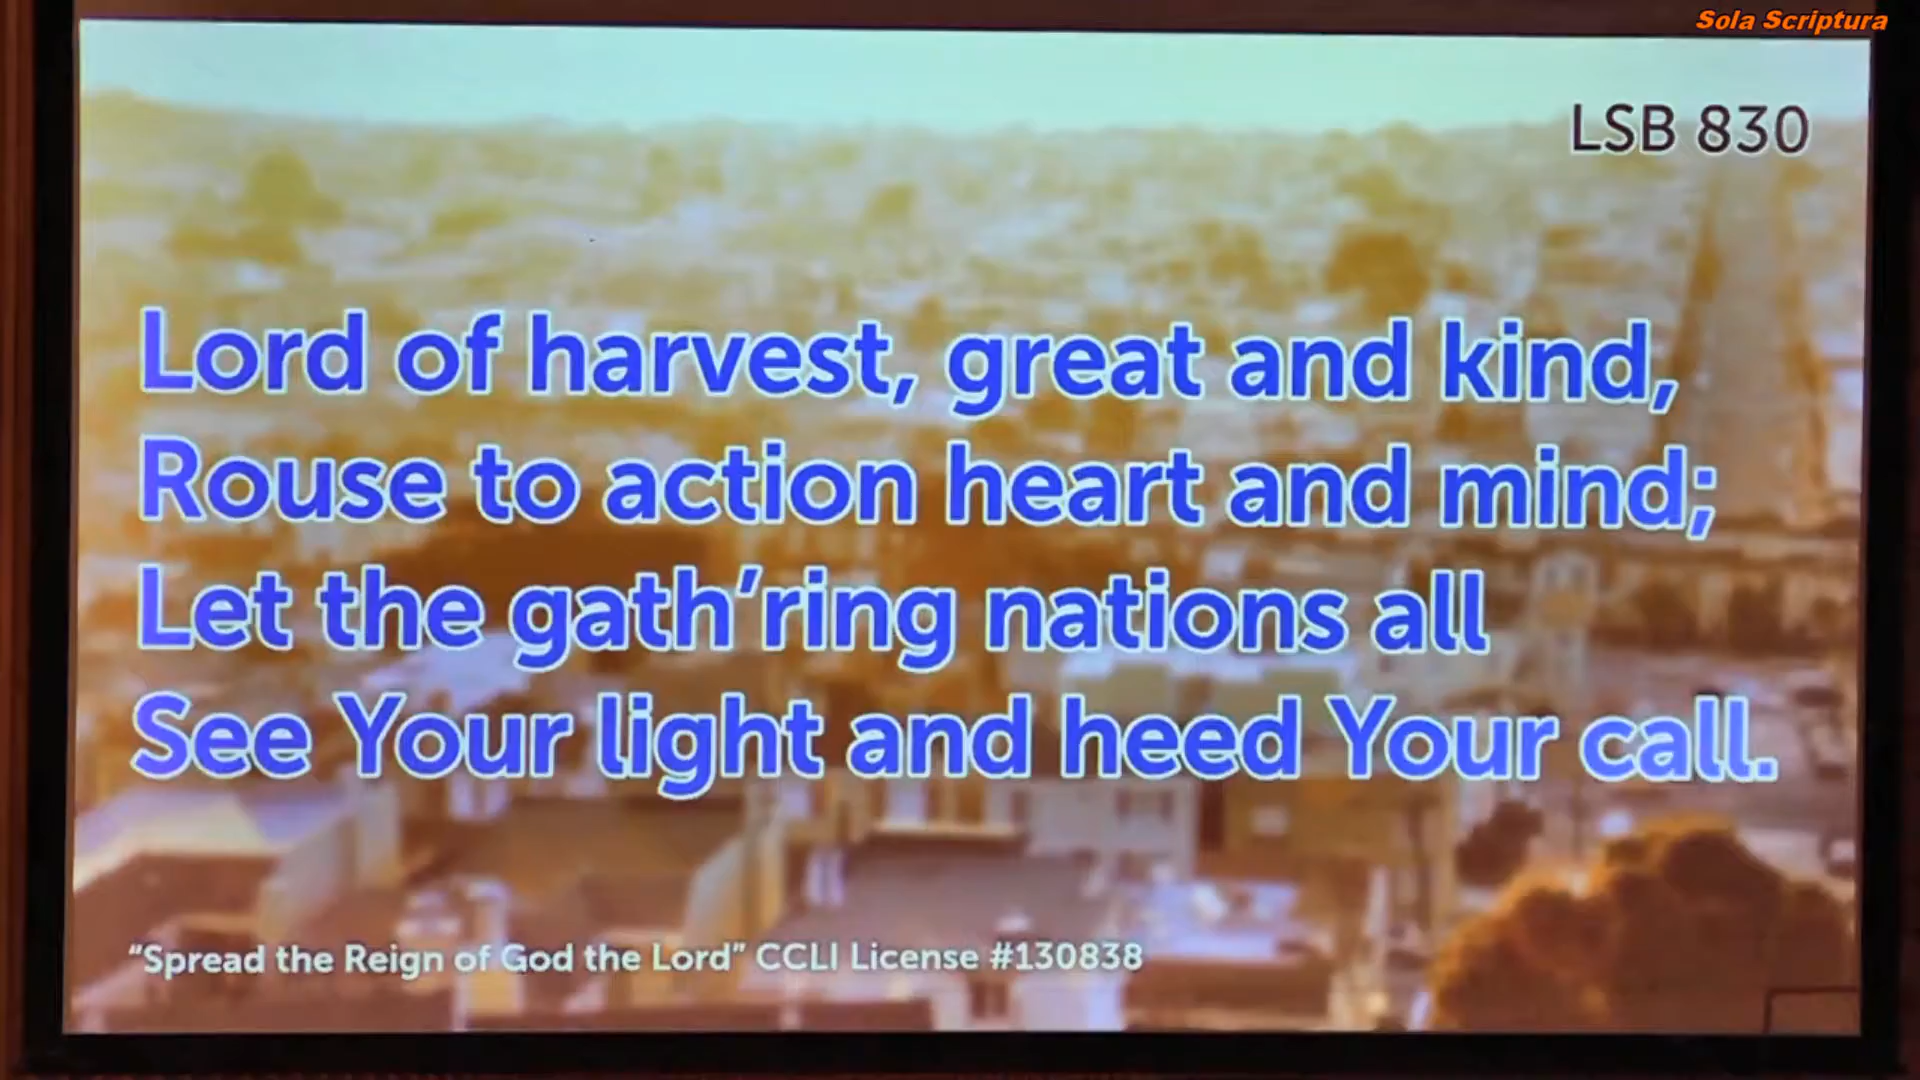 Sola Scriptura
LSB 830
Lord of harvest, great and kind,
Rouse to action heart and mind;
Let the gath’ring nations all
See Your light and heed Your call.
“Spread the Reign of God the Lord” CCLI License #130838